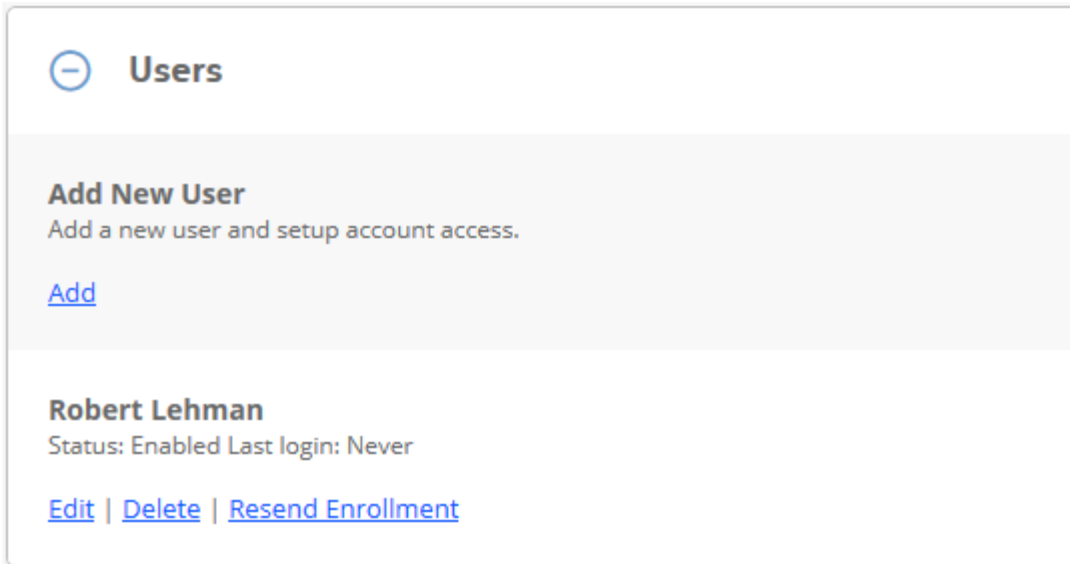 Users
Add New User
Add a new user and setup account access.
Add
Robert Lehman
Status: Enabled Last login: Never
Edit | Delete | Resend Enrollment